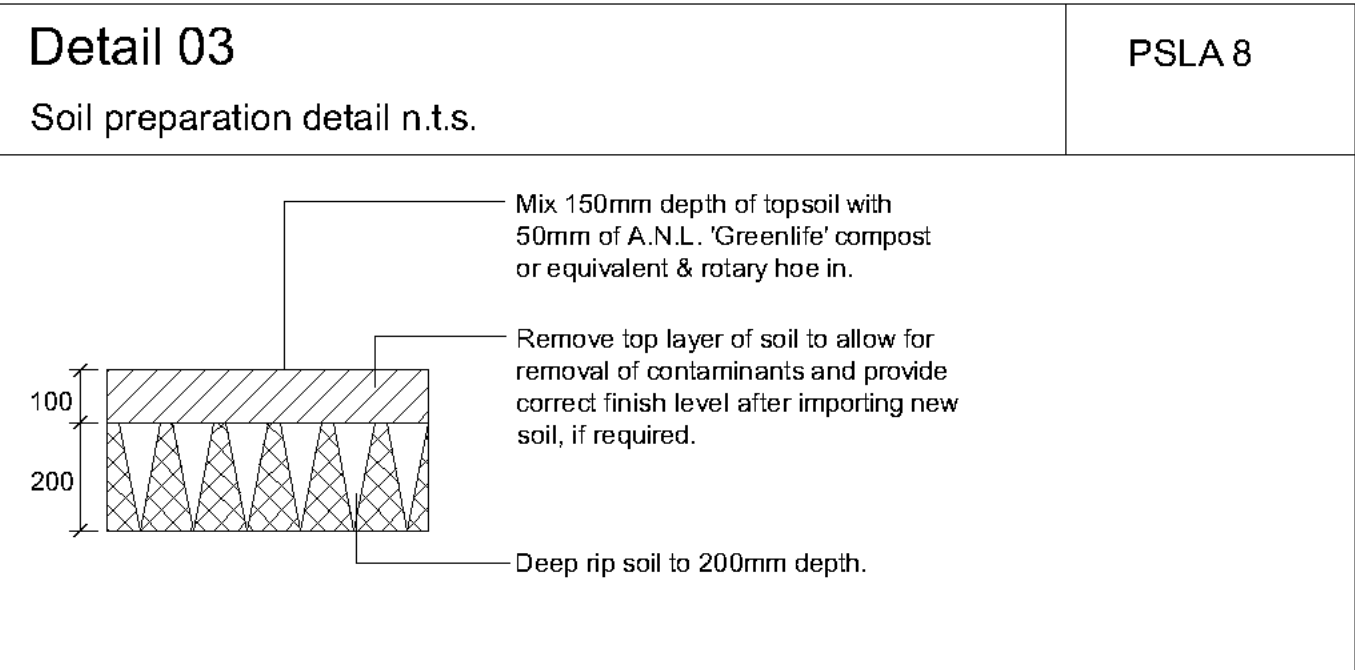 Detail 03
PSLA 8
Soil preparation detail n.t.s.
Mix 150mm depth of topsoil with
50mm of A.N.L. 'Greenlife' compost
or equivalent & rotary hoe in.
Remove top layer of soil to allow for
removal of contaminants and provide
correct finish level after importing new
soil, if required.
100
200
Deep rip soil to 200mm depth.